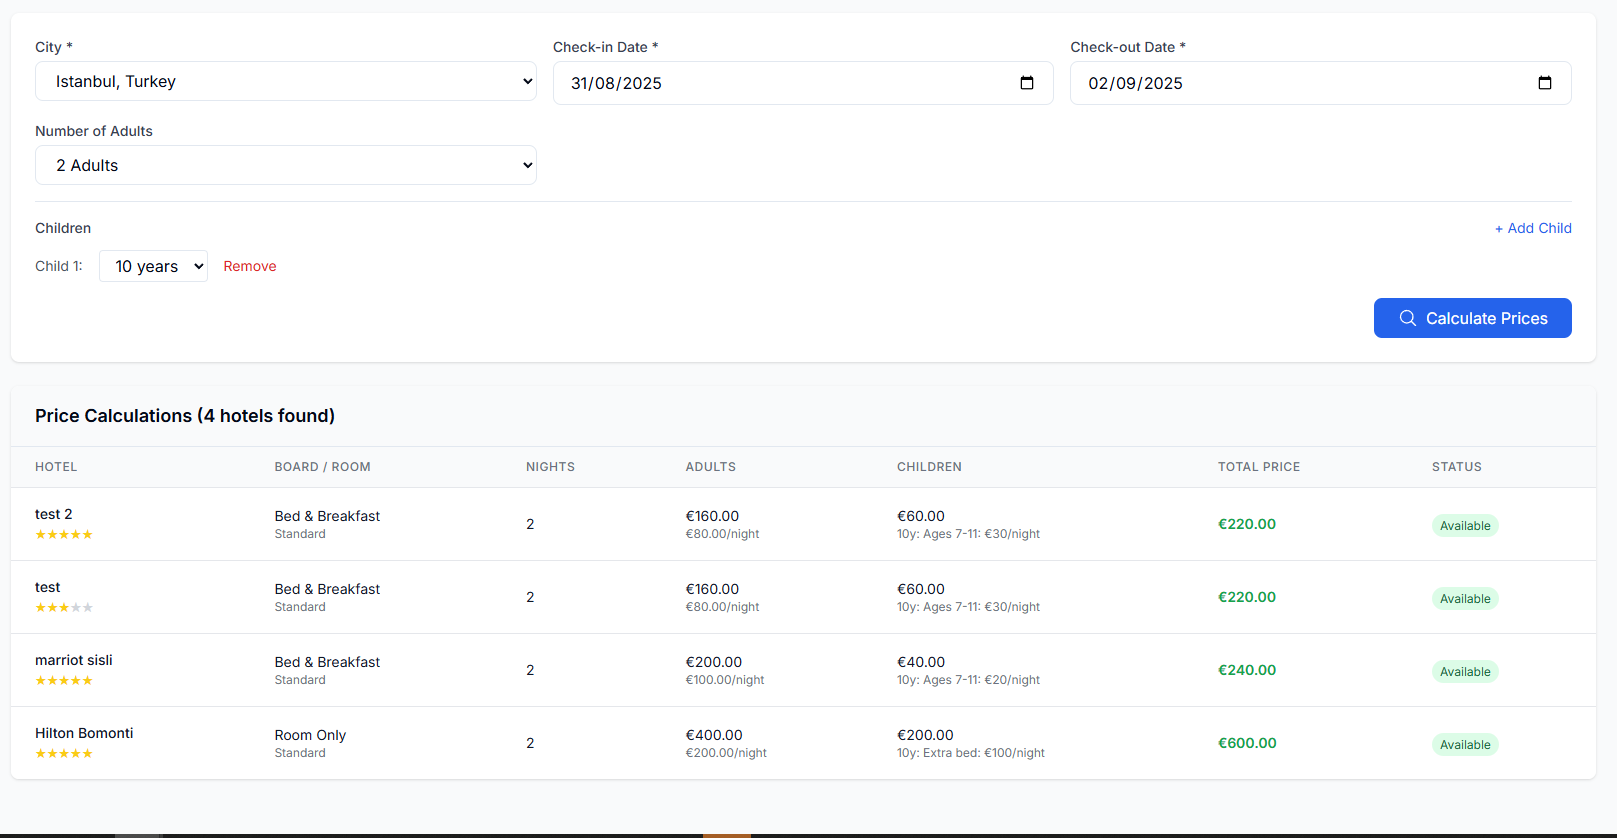 City *
Check-in Date *
Check-out Date *
Istanbul, Turkey
31/08/2025
02/09/2025
Number of Adults
2 Adults
Children
+ Add Child
Child 1:
10 years
Remove
Calculate Prices
Price Calculations (4 hotels found)
HOTEL BOARD / ROOM NIGHTS ADULTS CHILDREN TOTAL PRICE STATUS
test 2
Bed & Breakfast
Standard
2
€160.00
€80.00/night
€60.00
10y: Ages 7-11: €30/night
€220.00
Available
test
Bed & Breakfast
Standard
2
€160.00
€80.00/night
€60.00
10y: Ages 7-11: €30/night
€220.00
Available
marriot sisli
Bed & Breakfast
Standard
2
€200.00
€100.00/night
€40.00
10y: Ages 7-11: €20/night
€240.00
Available
Hilton Bomonti
Room Only
Standard
2
€400.00
€200.00/night
€200.00
10y: Extra bed: €100/night
€600.00
Available